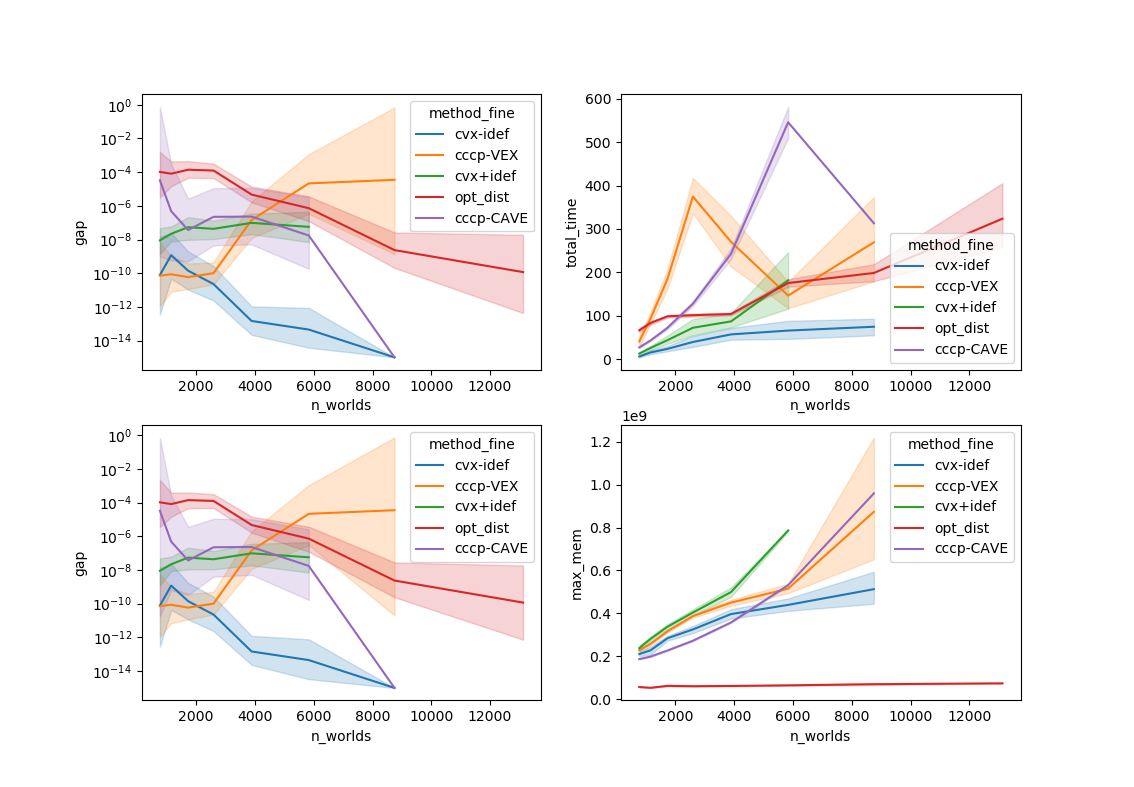 10^0
10^-2
10^-4
10^-6
10^-8
10^-10
10^-12
10^-14
gap
2000 4000 6000 8000 10000 12000
n_worlds
method_fine
cvx-idef
cccp-VEX
cvx+idef
opt_dist
cccp-CAVE
600
500
400
300
200
100
0
total_time
2000 4000 6000 8000 10000 12000
n_worlds
method_fine
cvx-idef
cccp-VEX
cvx+idef
opt_dist
cccp-CAVE
10^0
10^-2
10^-4
10^-6
10^-8
10^-10
10^-12
10^-14
gap
2000 4000 6000 8000 10000 12000
n_worlds
method_fine
cvx-idef
cccp-VEX
cvx+idef
opt_dist
cccp-CAVE
1e9
1.2
1.0
0.8
0.6
0.4
0.2
0.0
max_mem
2000 4000 6000 8000 10000 12000
n_worlds
method_fine
cvx-idef
cccp-VEX
cvx+idef
opt_dist
cccp-CAVE